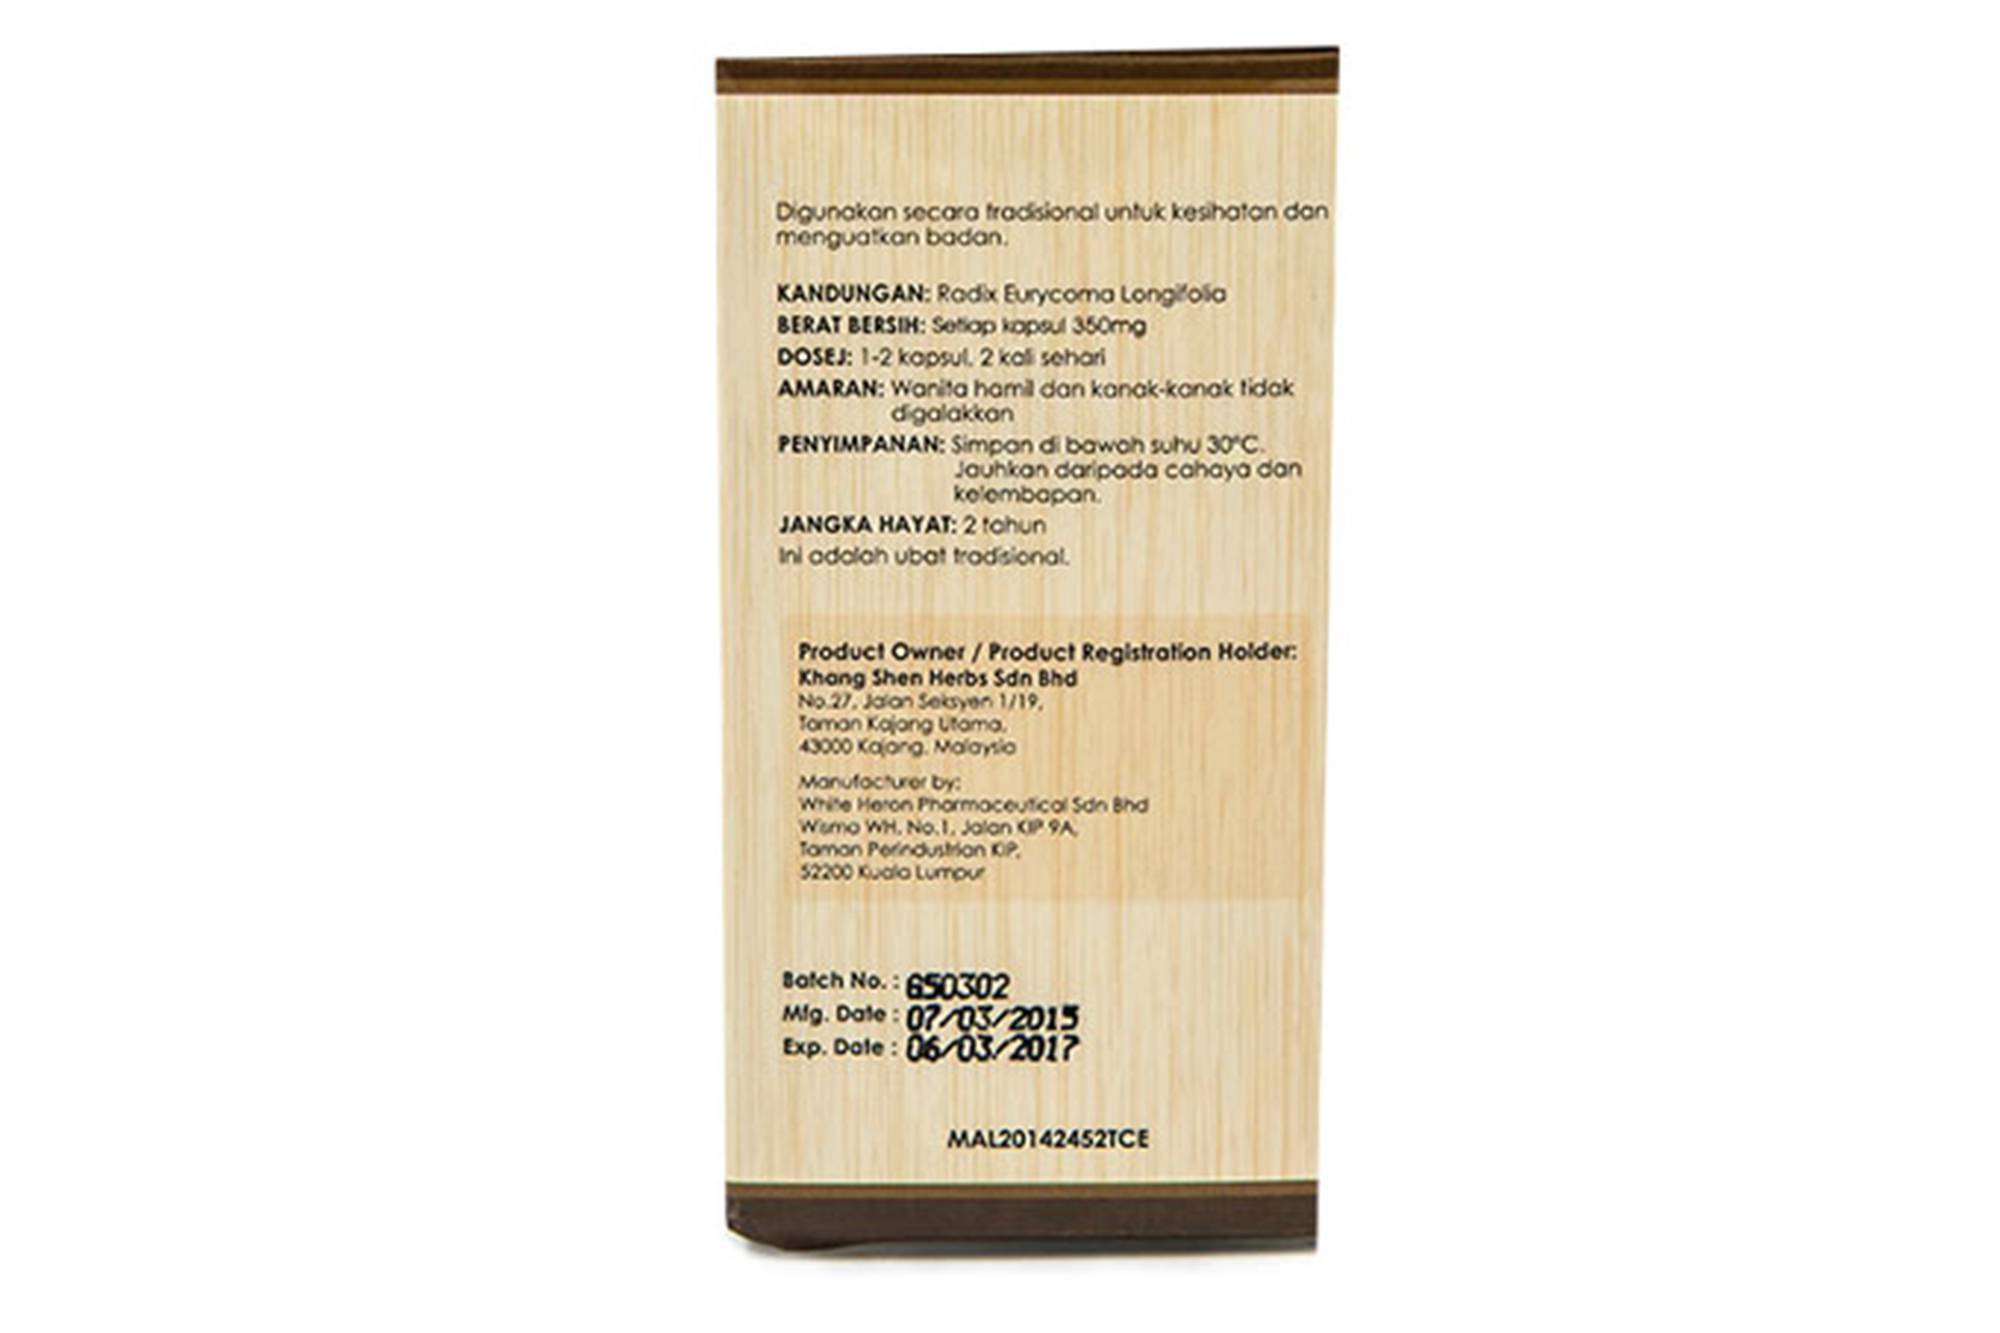 Digunakan secara tradisional untuk kesihatan dan
menguatkan badan.
KANDUNGAN: Radix Eurycoma Longifolia
BERAT BERSIH: Setiap kapsul 350mg
DOSEJ: 1-2 kapsul, 2 kali sehari
AMARAN: Wanita hamil dan kanak-kanak tidak
digalakkan
PENYIMPANAN: Simpan di bawah suhu 30°C.
Jauhkan daripada cahaya dan
kelembapan.
JANGKA HAYAT: 2 tahun
Ini adalah ubat tradisional.
Product Owner / Product Registration Holder:
Khang Shen Herbs Sdn Bhd
No.27, Jalan Seksyen 1/19,
Taman Kajang Utama,
43000 Kajang, Malaysia
Manufacturer by:
White Heron Pharmaceutical Sdn Bhd
Wisma WH, No.1, Jalan KIP 9A,
Taman Perindustrian KIP,
52200 Kuala Lumpur
Batch No. : G50302
Mfg. Date : 07/03/2015
Exp. Date : 06/03/2017
MAL20142452TCE